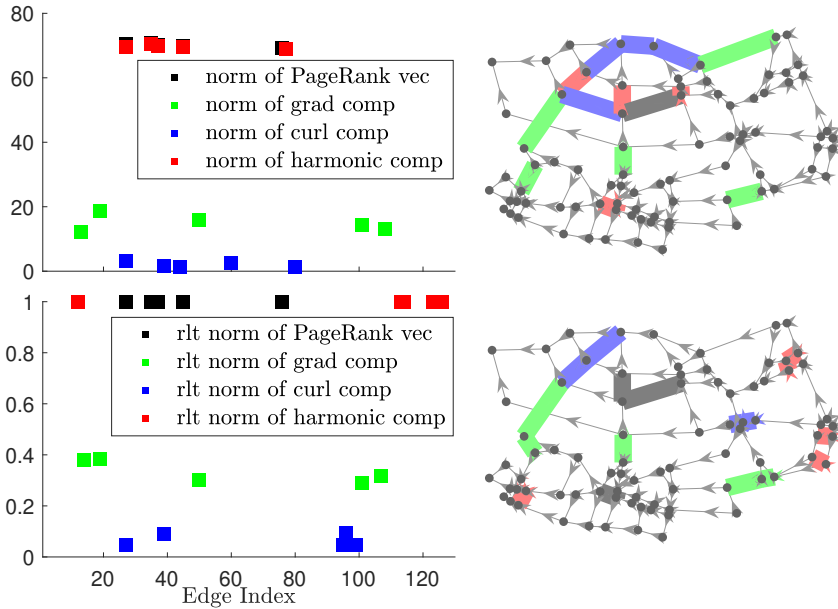 80
60
40
20
0
norm of PageRank vec
norm of grad comp
norm of curl comp
norm of harmonic comp
1
0.8
0.6
0.4
0.2
0
rlt norm of PageRank vec
rlt norm of grad comp
rlt norm of curl comp
rlt norm of harmonic comp
20 40 60 80 100 120
Edge Index